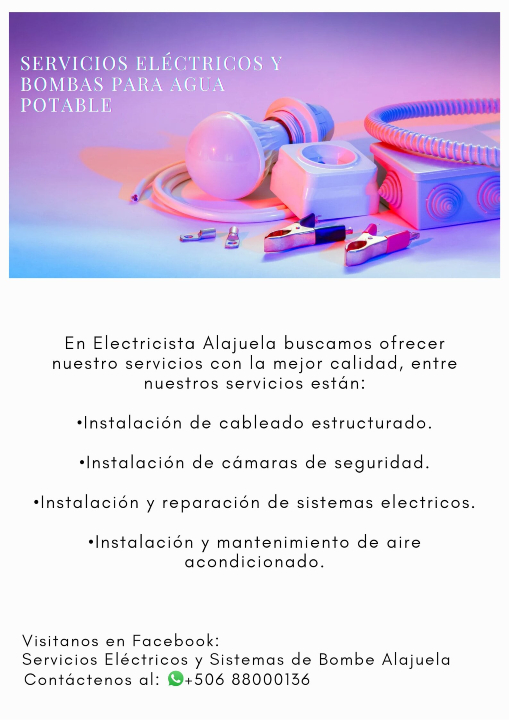 SERVICIOS ELÉCTRICOS Y
BOMBAS PARA AGUA
POTABLE
En Electricista Alajuela buscamos ofrecer
nuestro servicios con la mejor calidad, entre
nuestros servicios están:
•Instalación de cableado estructurado.
•Instalación de cámaras de seguridad.
•Instalación y reparación de sistemas electricos.
•Instalación y mantenimiento de aire
acondicionado.
Visitanos en Facebook:
Servicios Eléctricos y Sistemas de Bombe Alajuela
Contáctenos al: +506 88000136